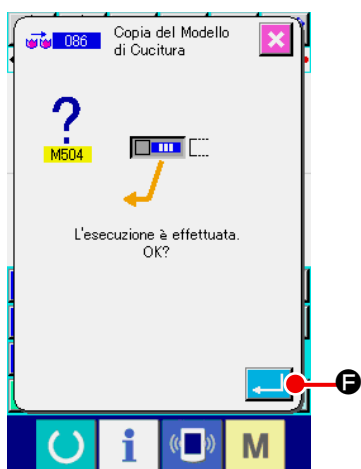 086 Copia del Modello
di Cucitura
?
M504
L'esecuzione è effettuata.
OK?
F
i
M